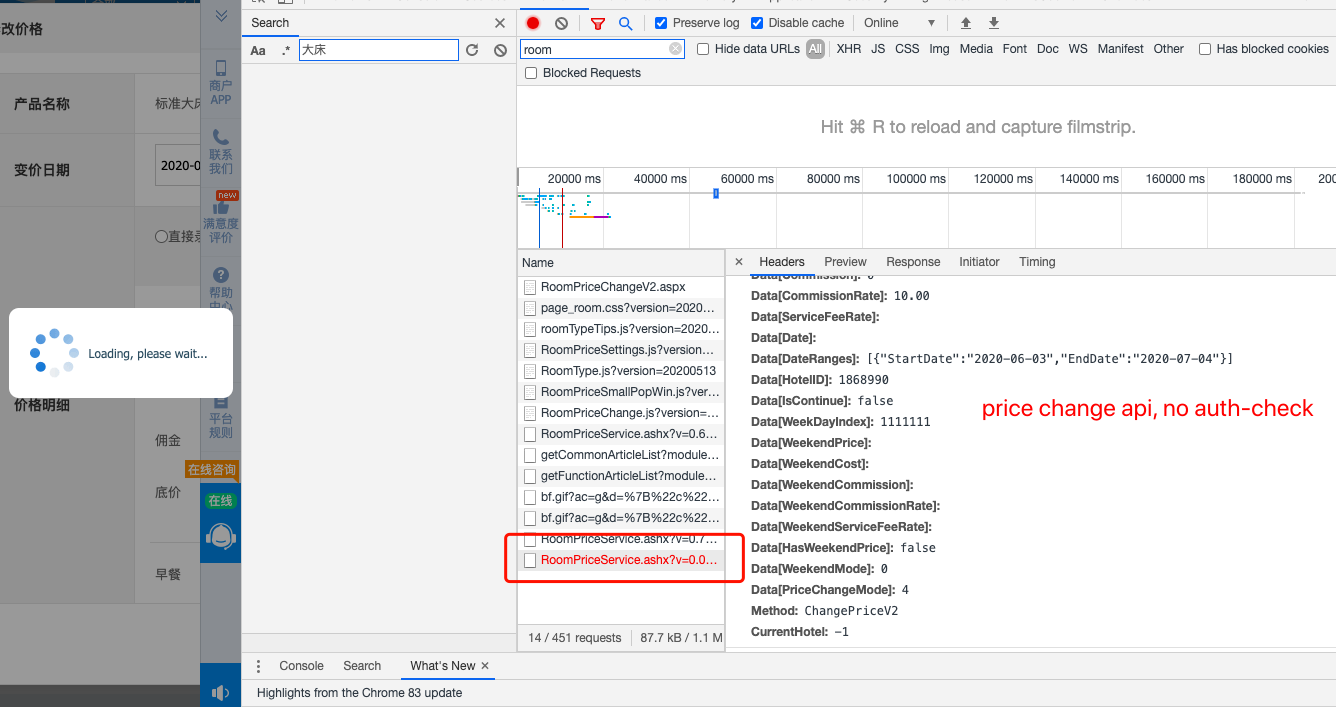 改价格
产品名称
标准大床
变价日期
2020-0
直接
价格明细
佣金
底价
早餐
Loading, please wait...
商户
APP
联系
我们
new
满意度
评价
帮助
中心
平台
规则
在线咨询
在线
Search
Aa .* 大床
Preserve log Disable cache Online
room Hide data URLs All XHR JS CSS Img Media Font Doc WS Manifest Other Has blocked cookies
Blocked Requests
Hit ⌘ R to reload and capture filmstrip.
20000 ms 40000 ms 60000 ms 80000 ms 100000 ms 120000 ms 140000 ms 160000 ms 180000 ms 200
Name
RoomPriceChangeV2.aspx
page_room.css?version=2020...
roomTypeTips.js?version=2020...
RoomPriceSettings.js?version...
RoomType.js?version=20200513
RoomPriceSmallPopWin.js?ver...
RoomPriceChange.js?version=...
RoomPriceService.ashx?v=0.6...
getCommonArticleList?module...
getFunctionArticleList?module...
bf.gif?ac=g&d=%7B%22c%22...
bf.gif?ac=g&d=%7B%22c%22...
RoomPriceService.ashx?v=0.7...
RoomPriceService.ashx?v=0.0...
14 / 451 requests 87.7 kB / 1.1 M
Headers Preview Response Initiator Timing
Data[Commission]: 0
Data[CommissionRate]: 10.00
Data[ServiceFeeRate]:
Data[Date]:
Data[DateRanges]: [{"StartDate":"2020-06-03","EndDate":"2020-07-04"}]
Data[HotelID]: 1868990
Data[IsContinue]: false
Data[WeekDayIndex]: 1111111
Data[WeekendPrice]:
Data[WeekendCost]:
Data[WeekendCommission]:
Data[WeekendCommissionRate]:
Data[WeekendServiceFeeRate]:
Data[HasWeekendPrice]: false
Data[WeekendMode]: 0
Data[PriceChangeMode]: 4
Method: ChangePriceV2
CurrentHotel: -1
price change api, no auth-check
Console Search What's New
Highlights from the Chrome 83 update